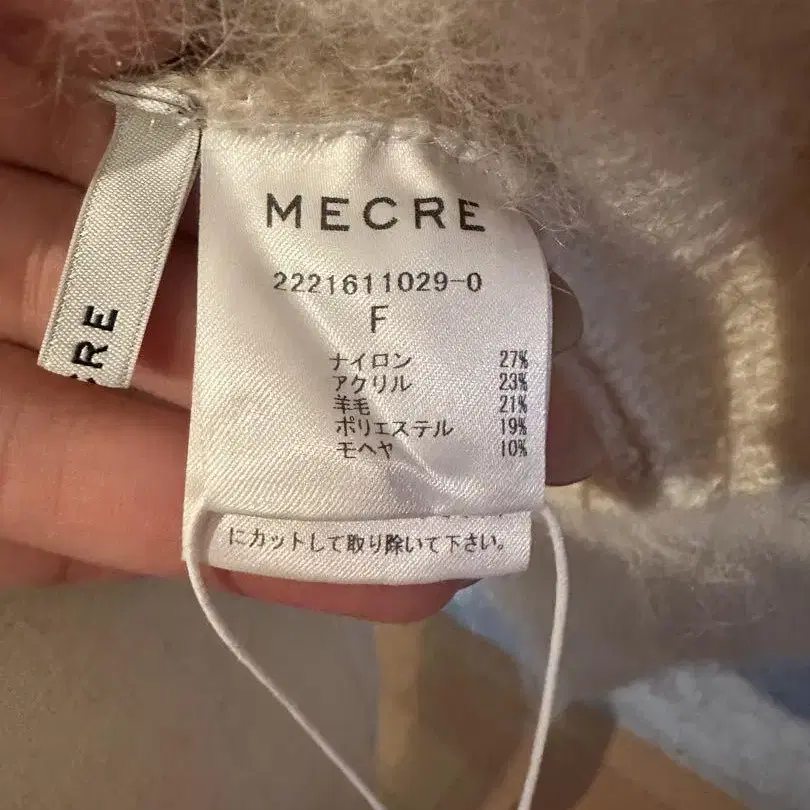 MECRE
2221611029-0
F
ナイロン 27%
アクリル 23%
羊毛 21%
ポリエステル 19%
モヘヤ 10%
にカットして取り除いて下さい。
CRE